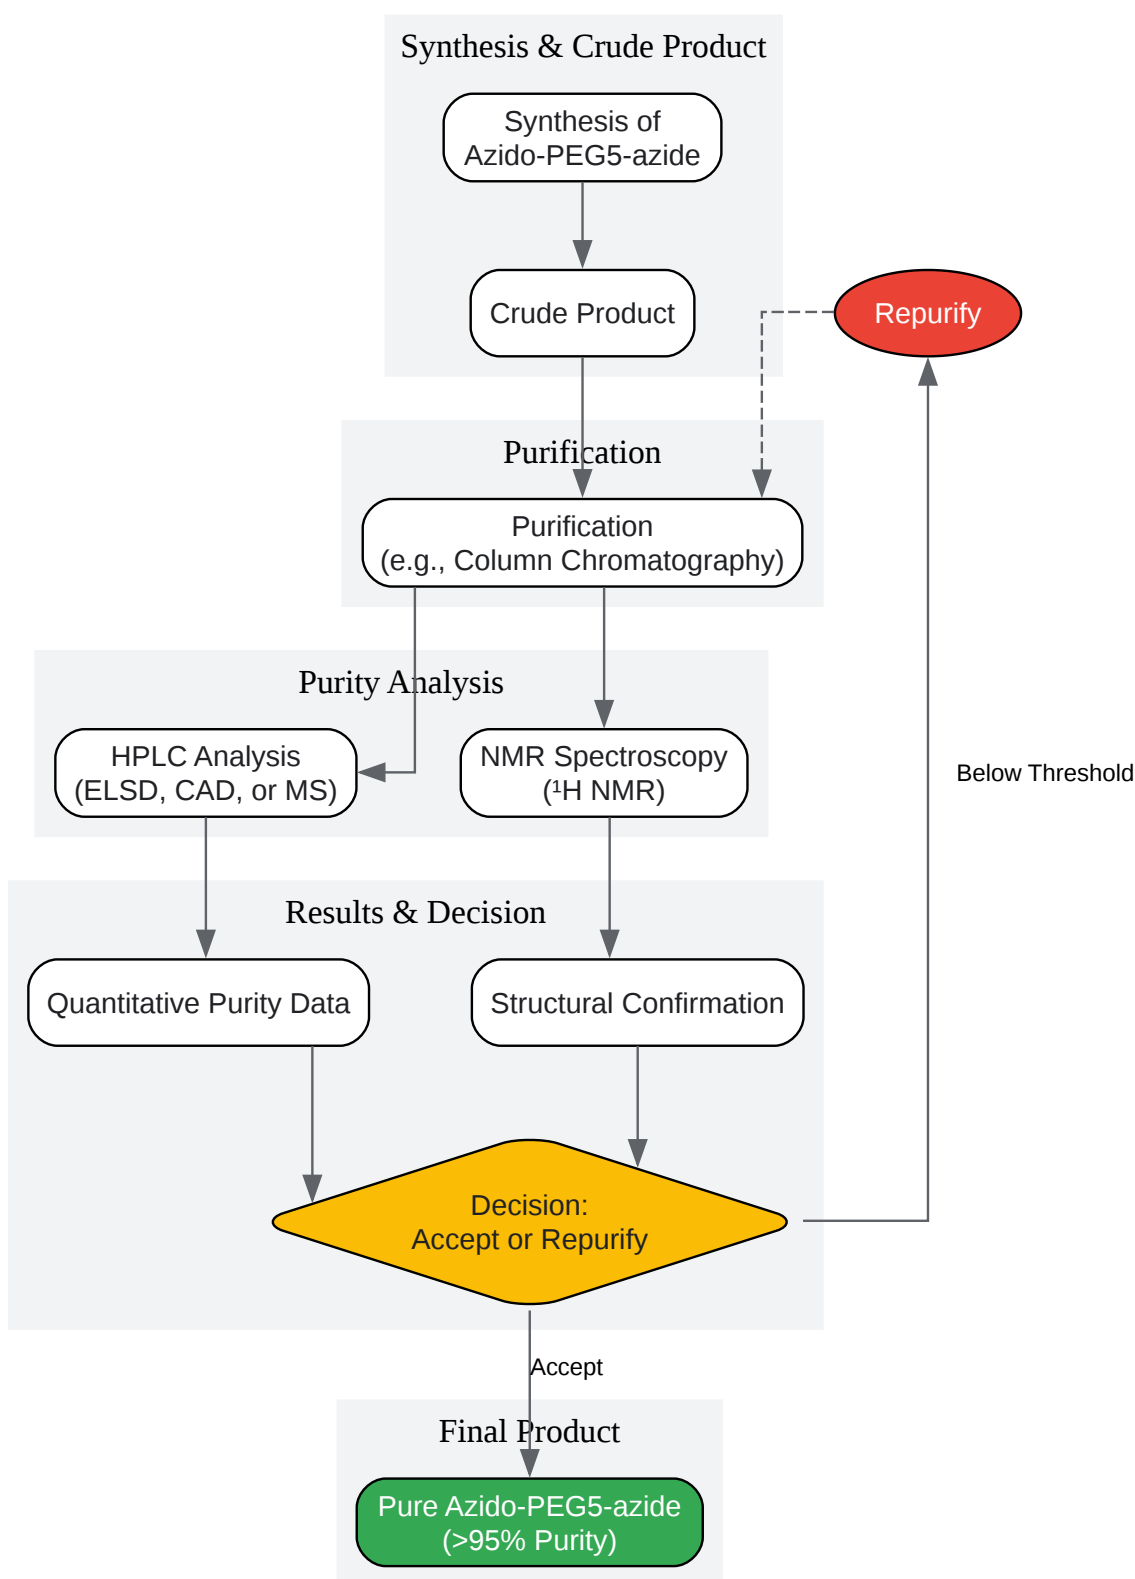 Synthesis & Crude Product
Synthesis of
Azido-PEG5-azide
Crude Product
Repurify
Purification
Purification
(e.g., Column Chromatography)
Purity Analysis
HPLC Analysis
(ELSD, CAD, or MS)
NMR Spectroscopy
(¹H NMR)
Below Threshold
Results & Decision
Quantitative Purity Data
Structural Confirmation
Decision:
Accept or Repurify
Accept
Final Product
Pure Azido-PEG5-azide
(>95% Purity)